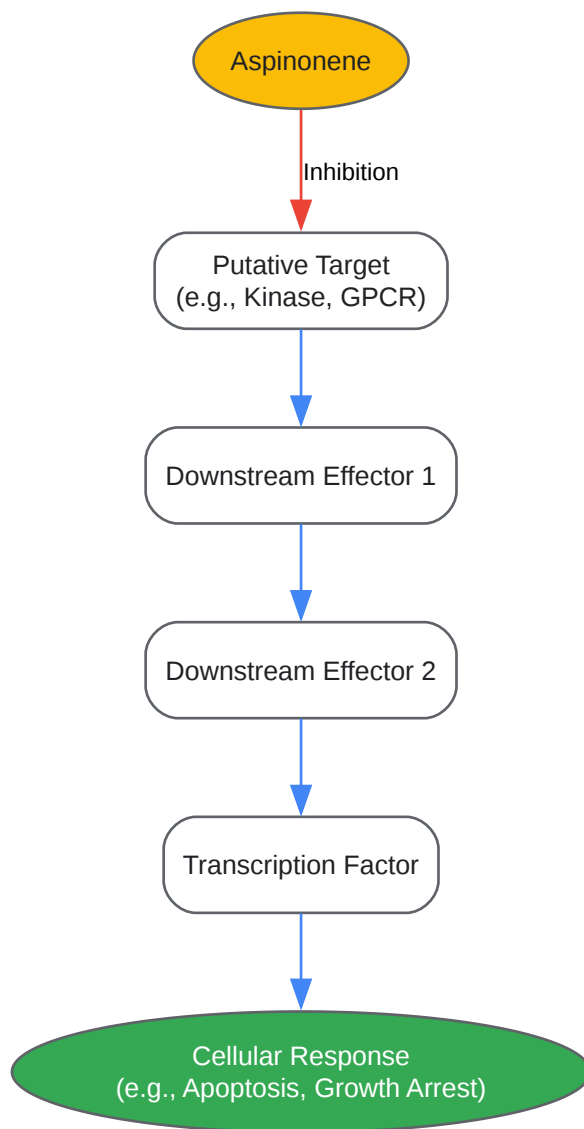 Aspinonene
Inhibition
Putative Target
(e.g., Kinase, GPCR)
Downstream Effector 1
Downstream Effector 2
Transcription Factor
Cellular Response
(e.g., Apoptosis, Growth Arrest)